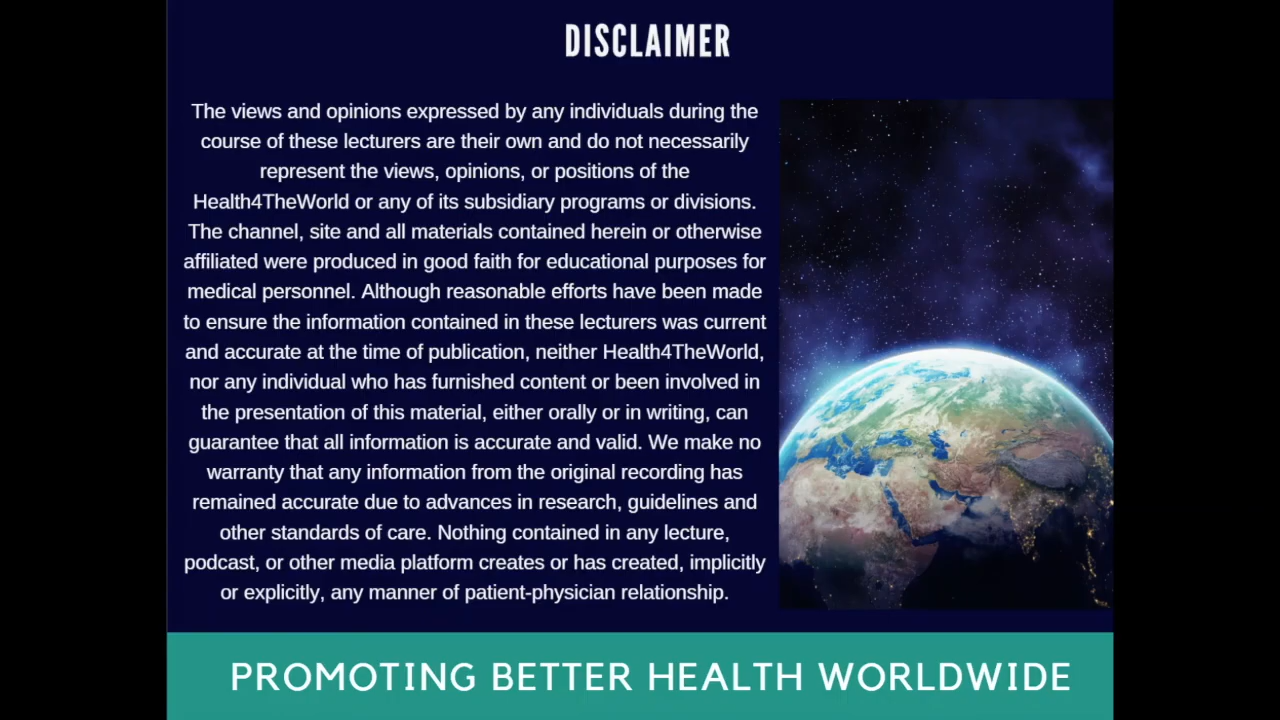 DISCLAIMER
The views and opinions expressed by any individuals during the
course of these lecturers are their own and do not necessarily
represent the views, opinions, or positions of the
Health4TheWorld or any of its subsidiary programs or divisions.
The channel, site and all materials contained herein or otherwise
affiliated were produced in good faith for educational purposes for
medical personnel. Although reasonable efforts have been made
to ensure the information contained in these lecturers was current
and accurate at the time of publication, neither Health4TheWorld,
nor any individual who has furnished content or been involved in
the presentation of this material, either orally or in writing, can
guarantee that all information is accurate and valid. We make no
warranty that any information from the original recording has
remained accurate due to advances in research, guidelines and
other standards of care. Nothing contained in any lecture,
podcast, or other media platform creates or has created, implicitly
or explicitly, any manner of patient-physician relationship.
PROMOTING BETTER HEALTH WORLDWIDE